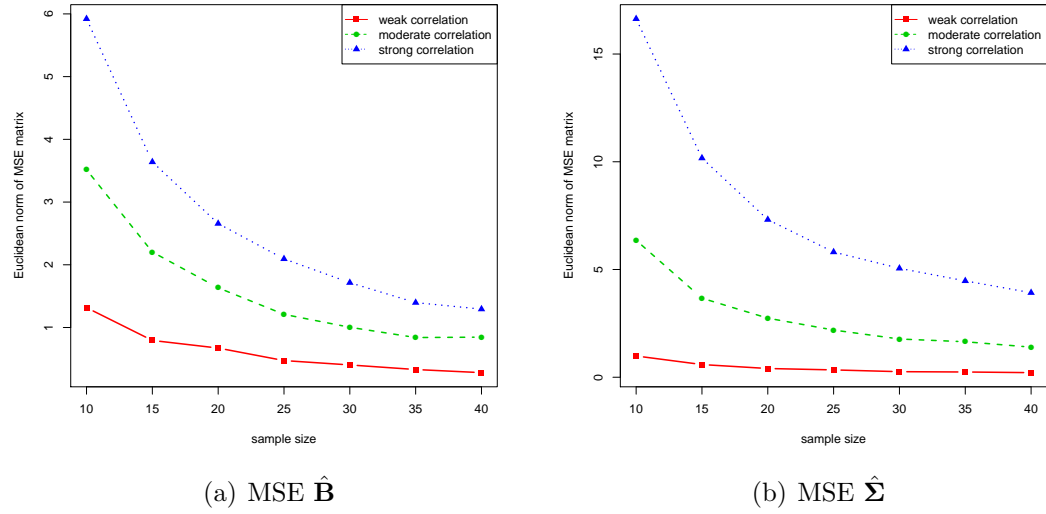 weak correlation
moderate correlation
strong correlation
Euclidean norm of MSE matrix
6
5
4
3
2
1
10 15 20 25 30 35 40
sample size
(a) MSE B̂
weak correlation
moderate correlation
strong correlation
Euclidean norm of MSE matrix
15
10
5
0
10 15 20 25 30 35 40
sample size
(b) MSE Σ̂